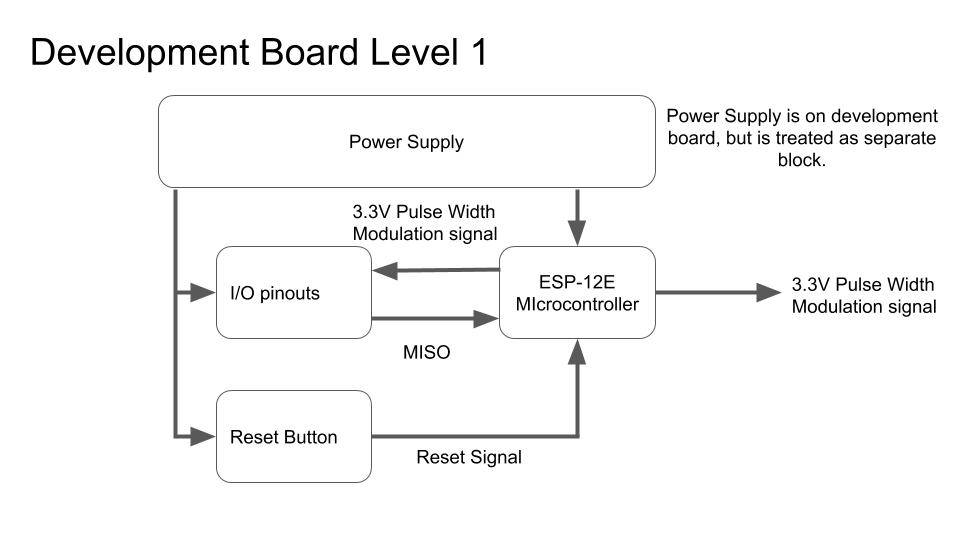 Development Board Level 1
Power Supply
Power Supply is on development
board, but is treated as separate
block.
3.3V Pulse Width
Modulation signal
I/O pinouts
ESP-12E
MIcrocontroller
3.3V Pulse Width
Modulation signal
MISO
Reset Button
Reset Signal